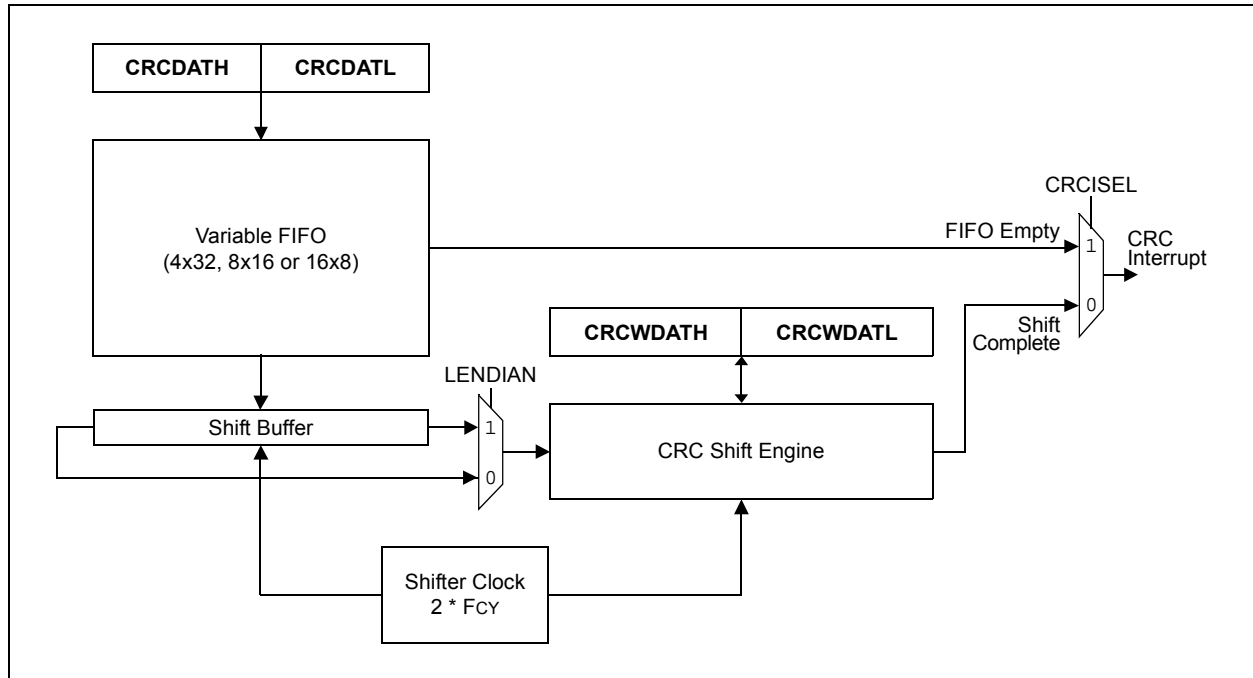 CRCDATH
CRCDATL
Variable FIFO
(4x32, 8x16 or 16x8)
CRCISEL
FIFO Empty
1
CRC
Interrupt
0
Shift
Complete
CRCWDATH
CRCWDATL
LENDIAN
Shift Buffer
1
0
CRC Shift Engine
Shifter Clock
2 * FCY